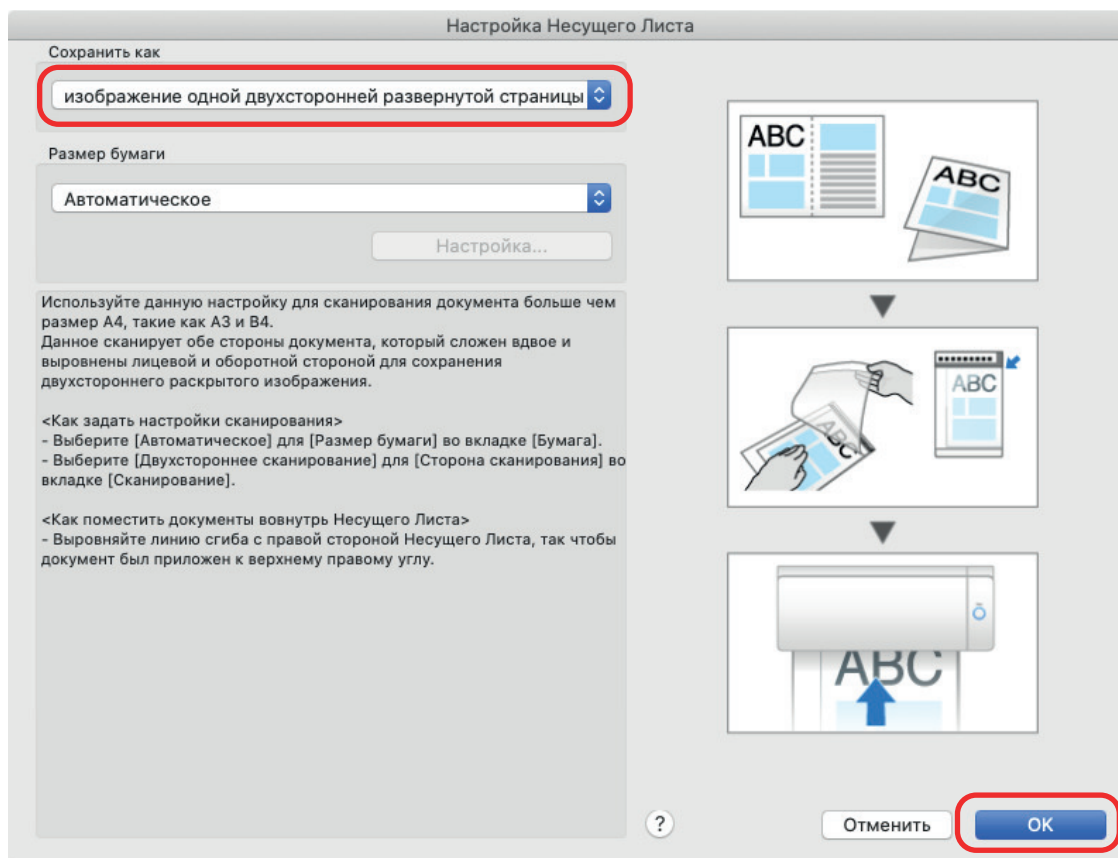 Настройка Несущего Листа
Сохранить как
изображение одной двухсторонней развернутой страницы
Размер бумаги
Автоматическое
Настройка...
Используйте данную настройку для сканирования документа больше чем
размер А4, такие как А3 и В4.
Данное сканирует обе стороны документа, который сложен вдвое и
выровнены лицевой и оборотной стороной для сохранения
двухстороннего раскрытого изображения.
<Как задать настройки сканирования>
- Выберите [Автоматическое] для [Размер бумаги] во вкладке [Бумага].
- Выберите [Двухстороннее сканирование] для [Сторона сканирования] во
вкладке [Сканирование].
<Как поместить документы вовнутрь Несущего Листа>
- Выровняйте линию сгиба с правой стороной Несущего Листа, так чтобы
документ был приложен к верхнему правому углу.
ABC
ABC
ABC
ABC
ABC
?
Отменить
OK